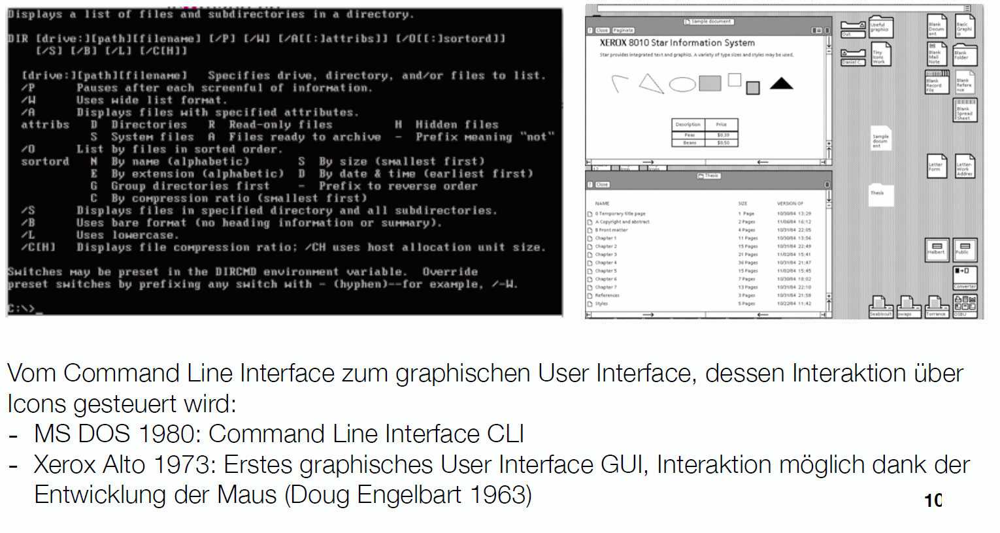 Displays a list of files and subdirectories in a directory.
DIR [drive:][path][filename] [/P] [/W] [/A[[:]attribs]] [/O[[:]sortord]]
[/S] [/B] [/L] [/C[H]]
[drive:][path][filename] Specifies drive, directory, and/or files to list.
/P Pauses after each screenful of information.
/W Uses wide list format.
/A Displays files with specified attributes.
attribs D Directories R Read-only files H Hidden files
S System files A Files ready to archive - Prefix meaning "not"
/O List by files in sorted order.
sortord N By name (alphabetic) S By size (smallest first)
E By extension (alphabetic) D By date & time (earliest first)
G Group directories first - Prefix to reverse order
C By compression ratio (smallest first)
/S Displays files in specified directory and all subdirectories.
/B Uses bare format (no heading information or summary).
/L Uses lowercase.
/C[H] Displays file compression ratio; /CH uses host allocation unit size.
Switches may be preset in the DIRCMD environment variable. Override
preset switches by prefixing any switch with - (hyphen)--for example, /-W.
C:\>_
Sample document
? Close Paginate
XEROX 8010 Star Information System
Star provides integrated text and graphics. A variety of type sizes and styles may be used.
Description Price
Peas $0.39
Beans $0.50
Thesis
? Close
NAME SIZE VERSION OF
0 Temporary title page 1 Page 10/30/84 13:29
A Copyright and abstract 2 Pages 11/06/84 16:12
B Front matter 4 Pages 10/31/84 22:05
Chapter 1 11 Pages 10/30/84 13:56
Chapter 2 15 Pages 10/31/84 22:49
Chapter 3 21 Pages 11/02/84 15:41
Chapter 4 36 Pages 10/31/84 21:47
Chapter 5 15 Pages 11/02/84 15:45
Chapter 6 7 Pages 10/30/84 18:02
Chapter 7 13 Pages 10/31/84 22:10
References 3 Pages 10/31/84 21:58
Styles 5 Pages 10/22/84 11:42
Out
Useful
graphics
Blank
Docum
ent
Basic
Graphi
cs
Daniel C.
Tiny
Icons
Work
Blank
Mail
Note
Blank
Folder
Blank
Record
File
Blank
Refere
nce
Blank
Spread
Sheet
Sample
docum
ent
Letter
Form
Letter-
Work
Addres
Thesis
Halbert
Public
Converter
Seabiscuit
swaps
Torrance
OSBU
Vom Command Line Interface zum graphischen User Interface, dessen Interaktion über
Icons gesteuert wird:
- MS DOS 1980: Command Line Interface CLI
- Xerox Alto 1973: Erstes graphisches User Interface GUI, Interaktion möglich dank der
Entwicklung der Maus (Doug Engelbart 1963)
10